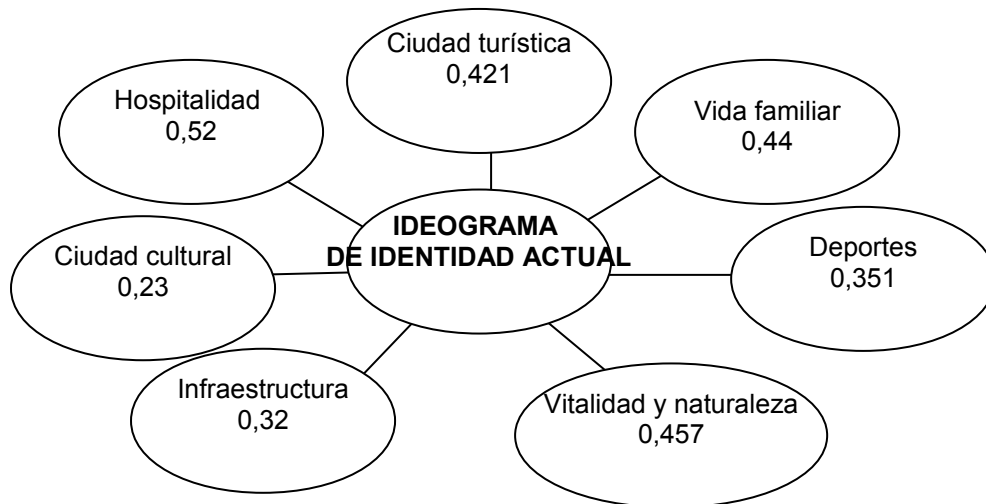 Ciudad turística
0,421
Hospitalidad
0,52
Vida familiar
0,44
IDEOGRAMA
DE IDENTIDAD ACTUAL
Ciudad cultural
0,23
Deportes
0,351
Infraestructura
0,32
Vitalidad y naturaleza
0,457